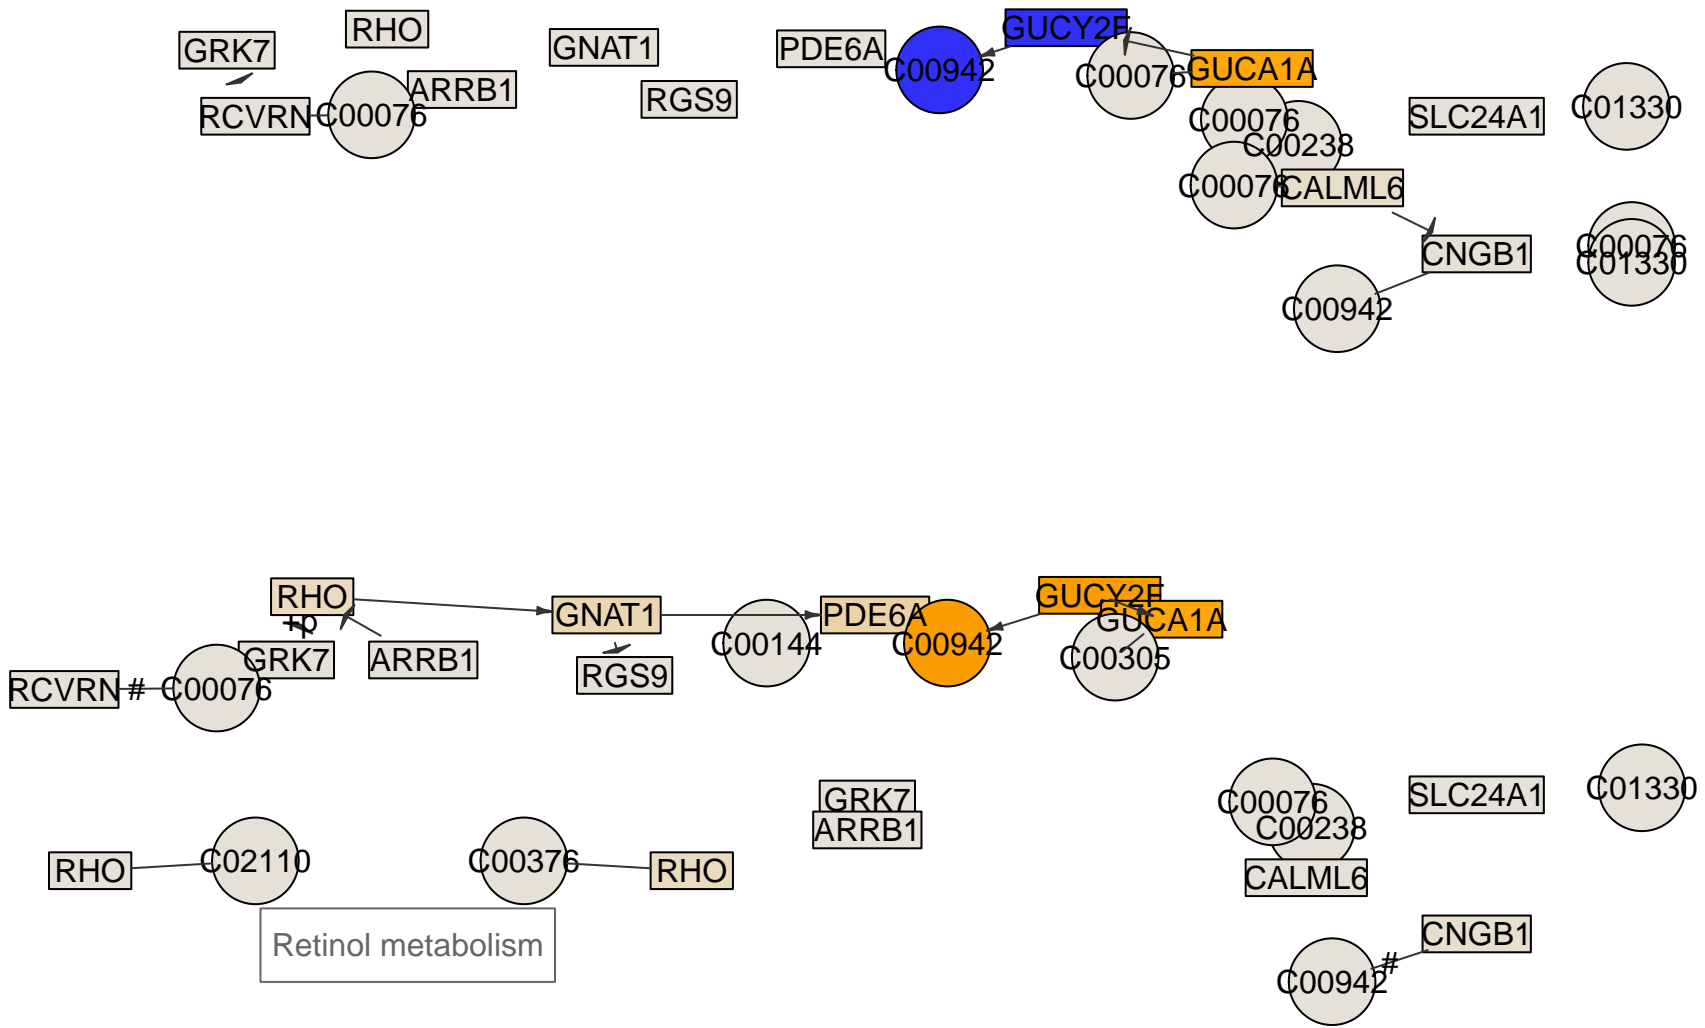 GRK7
RHO
GNAT1
PDE6A
C00942
GUCY2F
C00076
GUCA1A
RCVRN
C00076
ARRB1
RGS9
C00076
C00238
SLC24A1
C01330
C00076
CALML6
CNGB1
C00076
C01330
C00942
RHO
+p
GNAT1
C00144
PDE6A
C00942
GUCY2F
GUCA1A
C00305
GRK7
ARRB1
RGS9
RCVRN
#
C00076
GRK7
ARRB1
C00076
C00238
SLC24A1
C01330
RHO
C02110
C00376
RHO
CALML6
Retinol metabolism
CNGB1
#
C00942